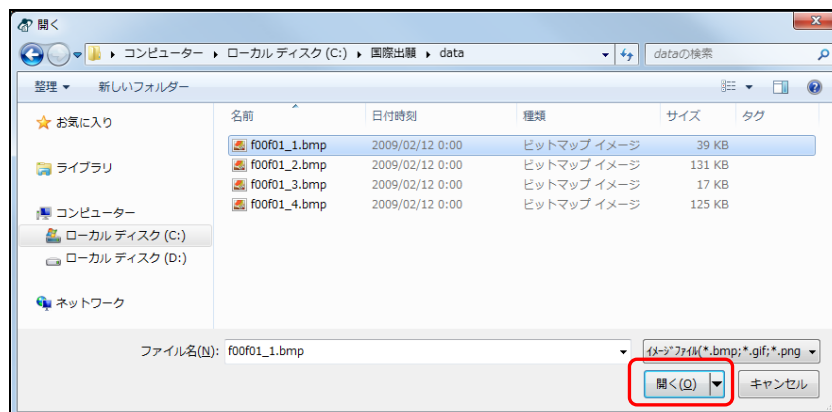 開く
コンピューター ローカル ディスク (C:) 国際出願 data dataの検索
整理 新しいフォルダー
名前 日付時刻 種類 サイズ タグ
お気に入り
f00f01_1.bmp 2009/02/12 0:00 ビットマップ イメージ 39 KB
f00f01_2.bmp 2009/02/12 0:00 ビットマップ イメージ 131 KB
ライブラリ
f00f01_3.bmp 2009/02/12 0:00 ビットマップ イメージ 17 KB
f00f01_4.bmp 2009/02/12 0:00 ビットマップ イメージ 125 KB
コンピューター
ローカル ディスク (C:)
ローカル ディスク (D:)
ネットワーク
ファイル名(N): f00f01_1.bmp イメージファイル(*.bmp;*.gif;*.png
開く(O) キャンセル